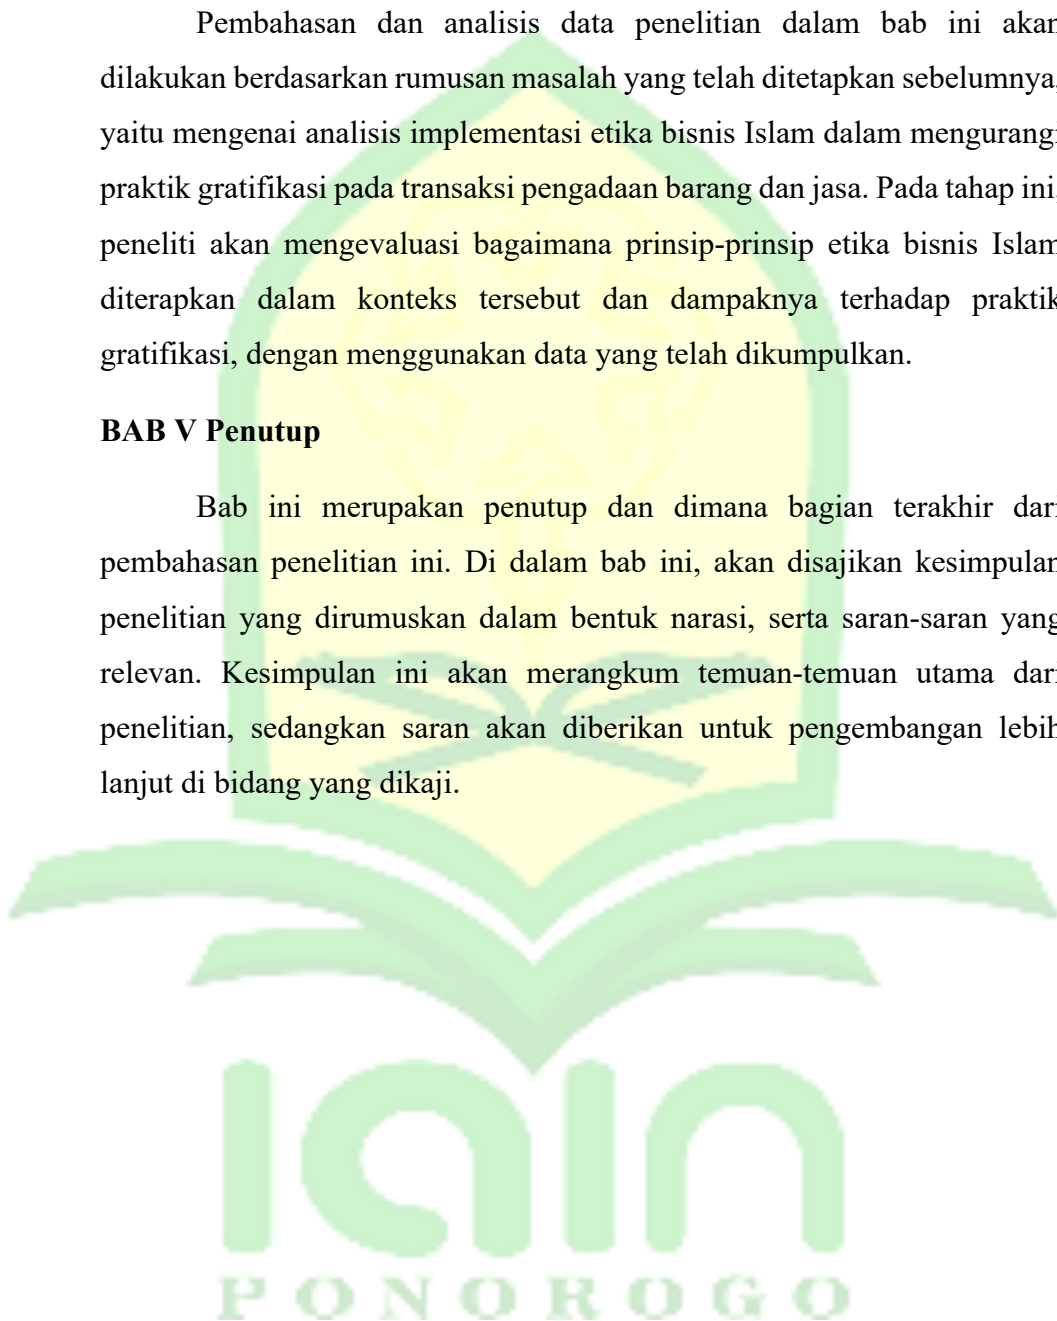 Pembahasan dan analisis data penelitian dalam bab ini akan
dilakukan berdasarkan rumusan masalah yang telah ditetapkan sebelumnya,
yaitu mengenai analisis implementasi etika bisnis Islam dalam mengurangi
praktik gratifikasi pada transaksi pengadaan barang dan jasa. Pada tahap ini,
peneliti akan mengevaluasi bagaimana prinsip-prinsip etika bisnis Islam
diterapkan dalam konteks tersebut dan dampaknya terhadap praktik
gratifikasi, dengan menggunakan data yang telah dikumpulkan.
BAB V Penutup
Bab ini merupakan penutup dan dimana bagian terakhir dari
pembahasan penelitian ini. Di dalam bab ini, akan disajikan kesimpulan
penelitian yang dirumuskan dalam bentuk narasi, serta saran-saran yang
relevan. Kesimpulan ini akan merangkum temuan-temuan utama dari
penelitian, sedangkan saran akan diberikan untuk pengembangan lebih
lanjut di bidang yang dikaji.
iain
PONOROGO